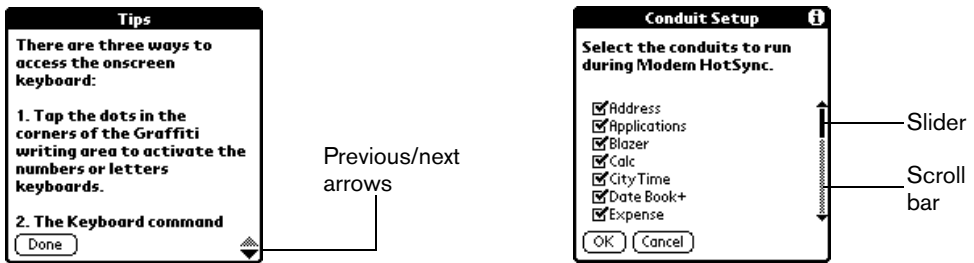 Tips
There are three ways to
access the onscreen
keyboard:
1. Tap the dots in the
corners of the Graffiti
writing area to activate the
numbers or letters
keyboards.
2. The Keyboard command
Done
Previous/next
arrows
Conduit Setup
i
Select the conduits to run
during Modem HotSync.
Address
Applications
Blazer
Calc
CityTime
Date Book+
Expense
OK Cancel
Slider
Scroll
bar